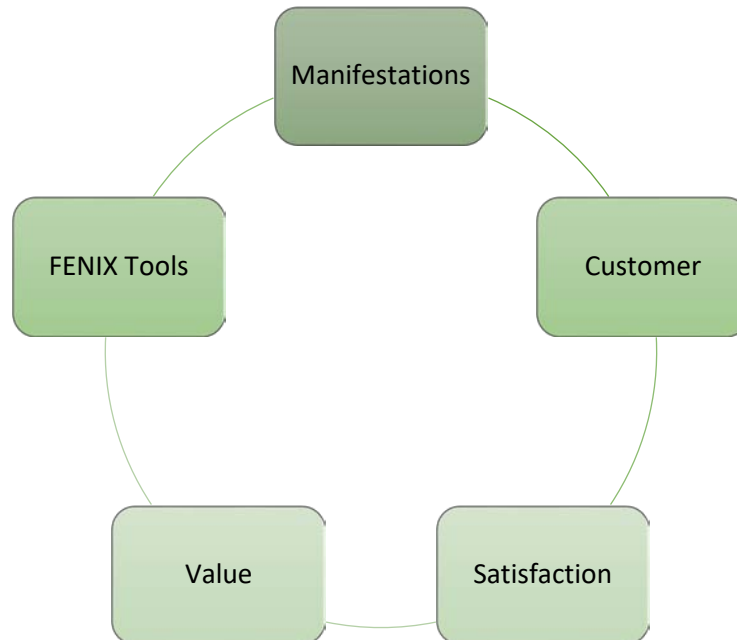 Manifestations
FENIX Tools
Customer
Value
Satisfaction